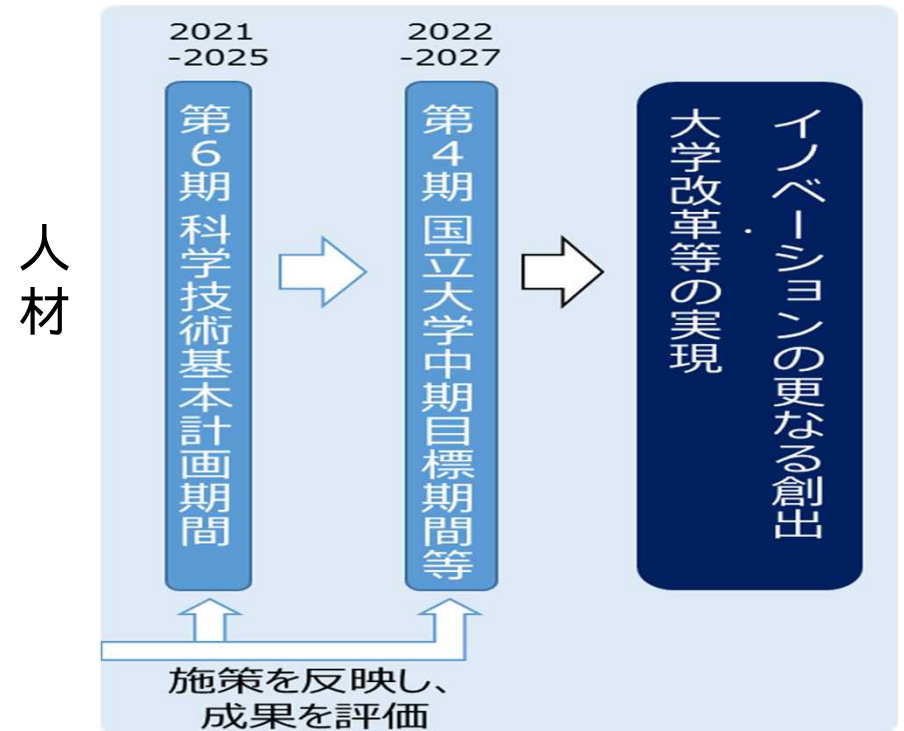 人材
2021
-2025
第6期 科学技術基本計画期間
2022
-2027
第4期 国立大学中期目標期間等
イノベーションの更なる創出・
大学改革等の実現
施策を反映し、
成果を評価